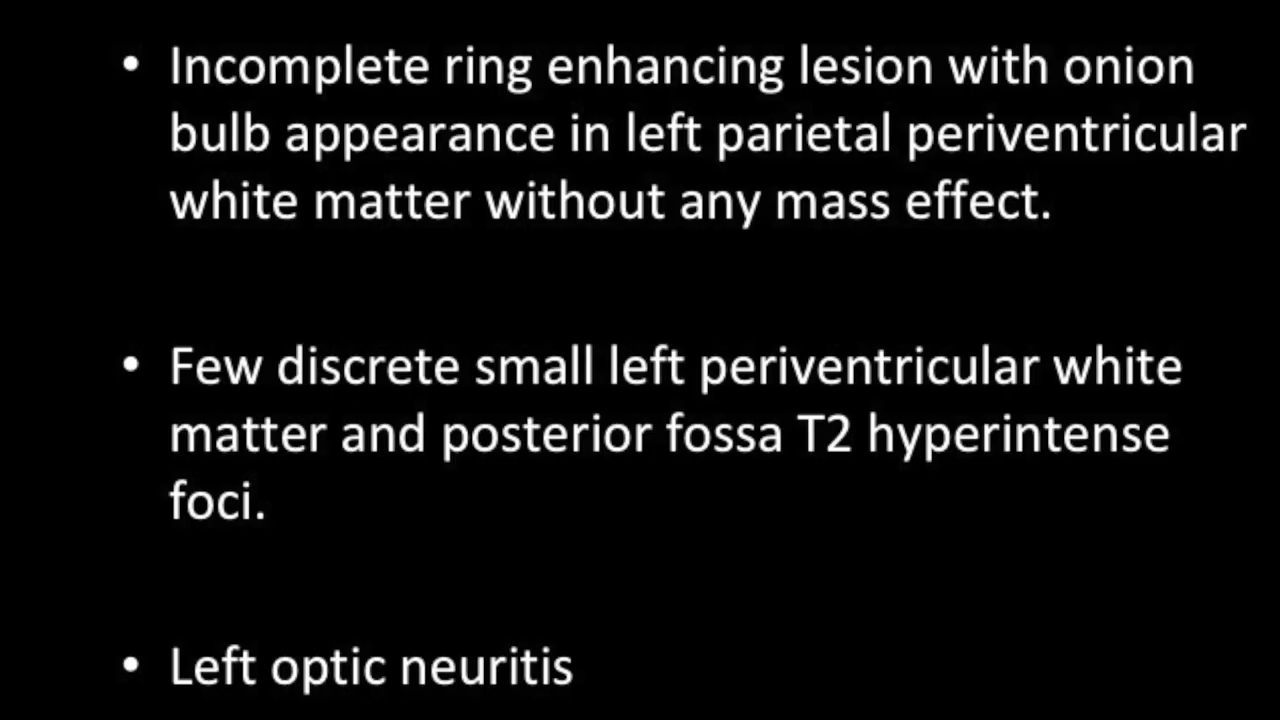 • Incomplete ring enhancing lesion with onion
bulb appearance in left parietal periventricular
white matter without any mass effect.
• Few discrete small left periventricular white
matter and posterior fossa T2 hyperintense
foci.
• Left optic neuritis